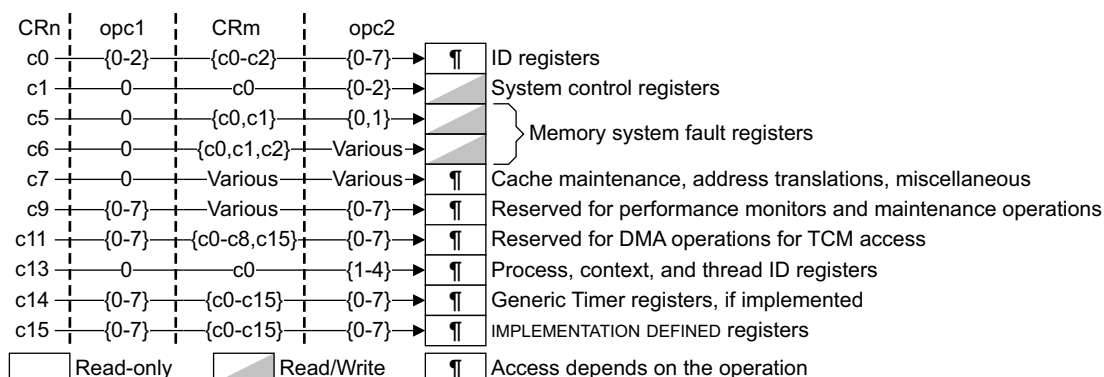 CRn opc1 CRm opc2
c0 {0-2} {c0-c2} {0-7} ¶ ID registers
c1 0 c0 {0-2} System control registers
c5 0 {c0,c1} {0,1}
Memory system fault registers
c6 0 {c0,c1,c2} Various
c7 0 Various Various ¶ Cache maintenance, address translations, miscellaneous
c9 {0-7} Various {0-7} ¶ Reserved for performance monitors and maintenance operations
c11 {0-7} {c0-c8,c15} {0-7} ¶ Reserved for DMA operations for TCM access
c13 0 c0 {1-4} ¶ Process, context, and thread ID registers
c14 {0-7} {c0-c15} {0-7} ¶ Generic Timer registers, if implemented
c15 {0-7} {c0-c15} {0-7} ¶ IMPLEMENTATION DEFINED registers
Read-only Read/Write ¶ Access depends on the operation